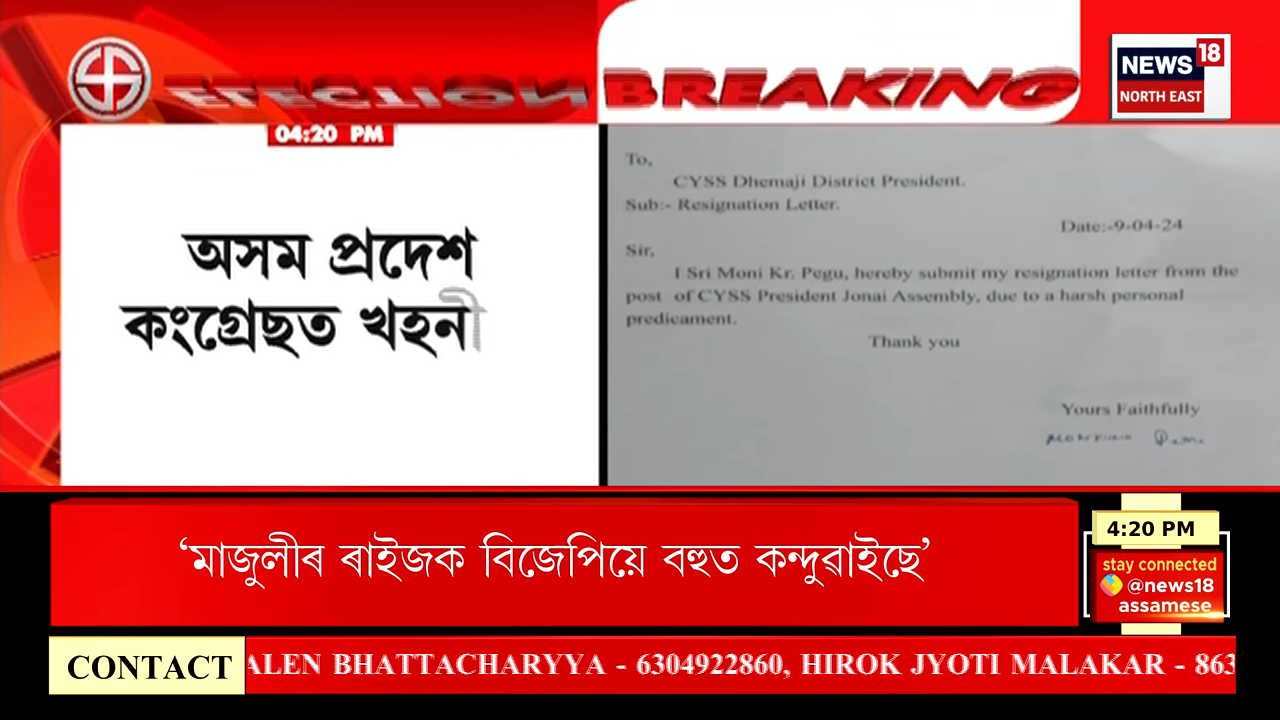 ELECTION BREAKING
NEWS 18
NORTH EAST
04:20 PM
অসম প্ৰদেশ
কংগ্ৰেছত খহনী
To,
CYSS Dhemaji District President.
Sub:- Resignation Letter.
Date:-9-04-24
Sir,
I Sri Moni Kr. Pegu, hereby submit my resignation letter from the
post of CYSS President Jonai Assembly, due to a harsh personal
predicament.
Thank you
Yours Faithfully
‘মাজুলীৰ ৰাইজক বিজেপিয়ে বহুত কন্দুৱাইছে’
4:20 PM
stay connected
@news18
assamese
CONTACT ALEN BHATTACHARYYA - 6304922860, HIROK JYOTI MALAKAR - 863